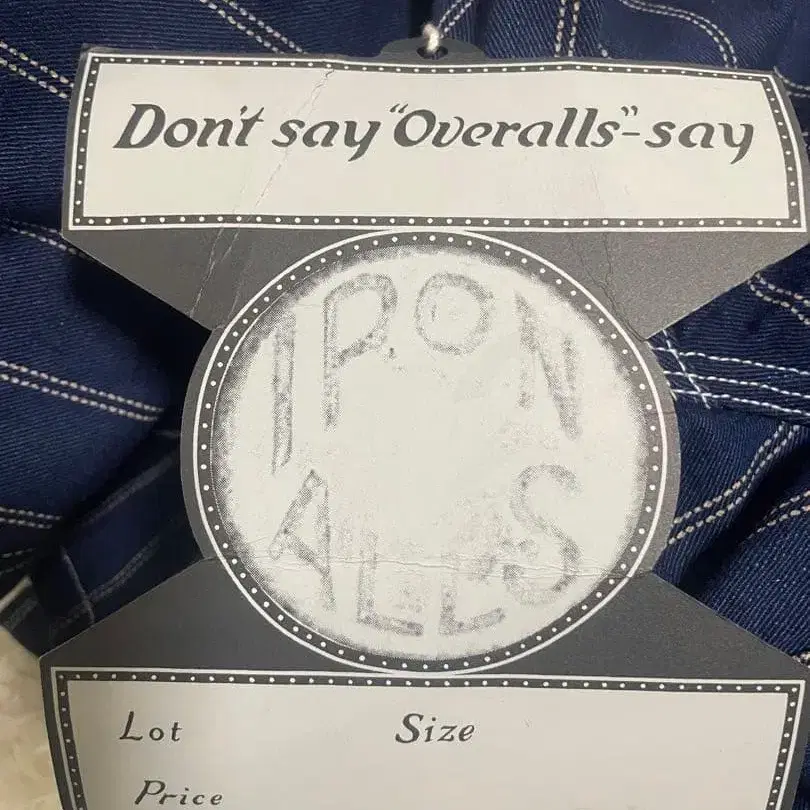 Don't say "Overalls"-say
IRON
ALLS
Lot Size
Price